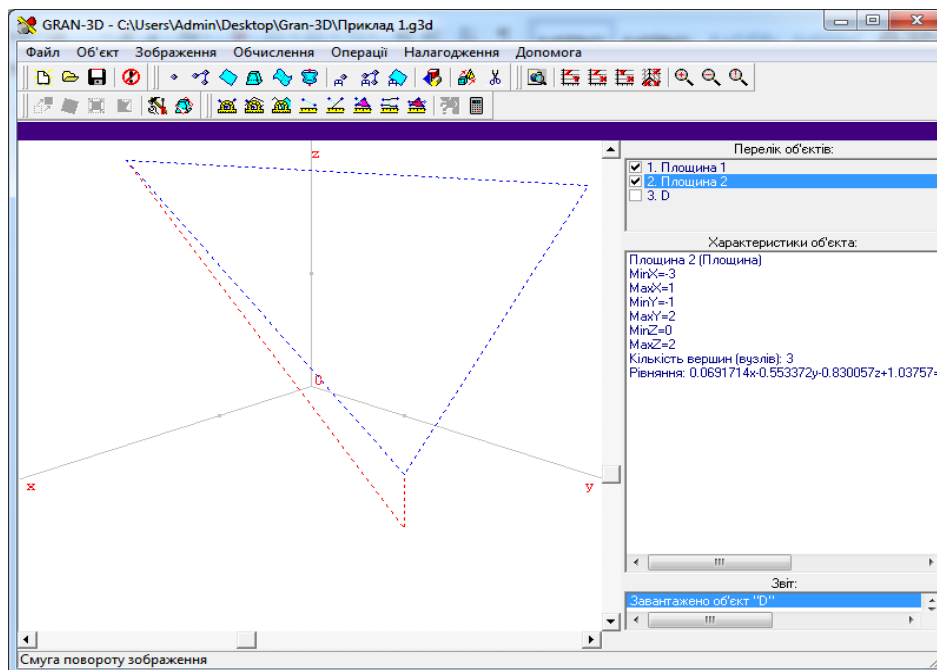 GRAN-3D - C:\Users\Admin\Desktop\Gran-3D\Приклад 1.g3d
Файл Об'єкт Зображення Обчислення Операції Налагодження Допомога
z
0
x
y
Перелік об'єктів:
1. Площина 1
2. Площина 2
3. D
Характеристики об'єкта:
Площина 2 (Площина)
MinX=-3
MaxX=1
MinY=-1
MaxY=2
MinZ=0
MaxZ=2
Кількість вершин (вузлів): 3
Рівняння: 0.0691714x-0.553372y-0.830057z+1.03757=
Звіт:
Завантажено об'єкт "D"
Смуга повороту зображення